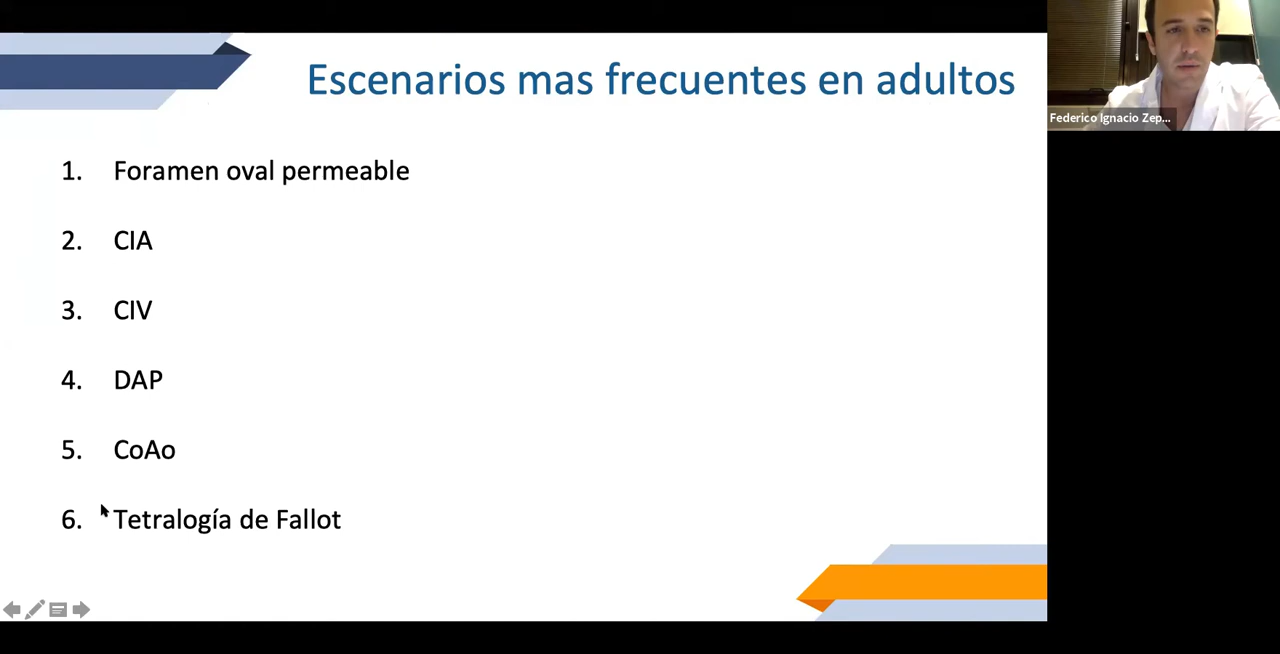 Escenarios mas frecuentes en adultos
Federico Ignacio Zep...
1. Foramen oval permeable
2. CIA
3. CIV
4. DAP
5. CoAo
6. Tetralogía de Fallot